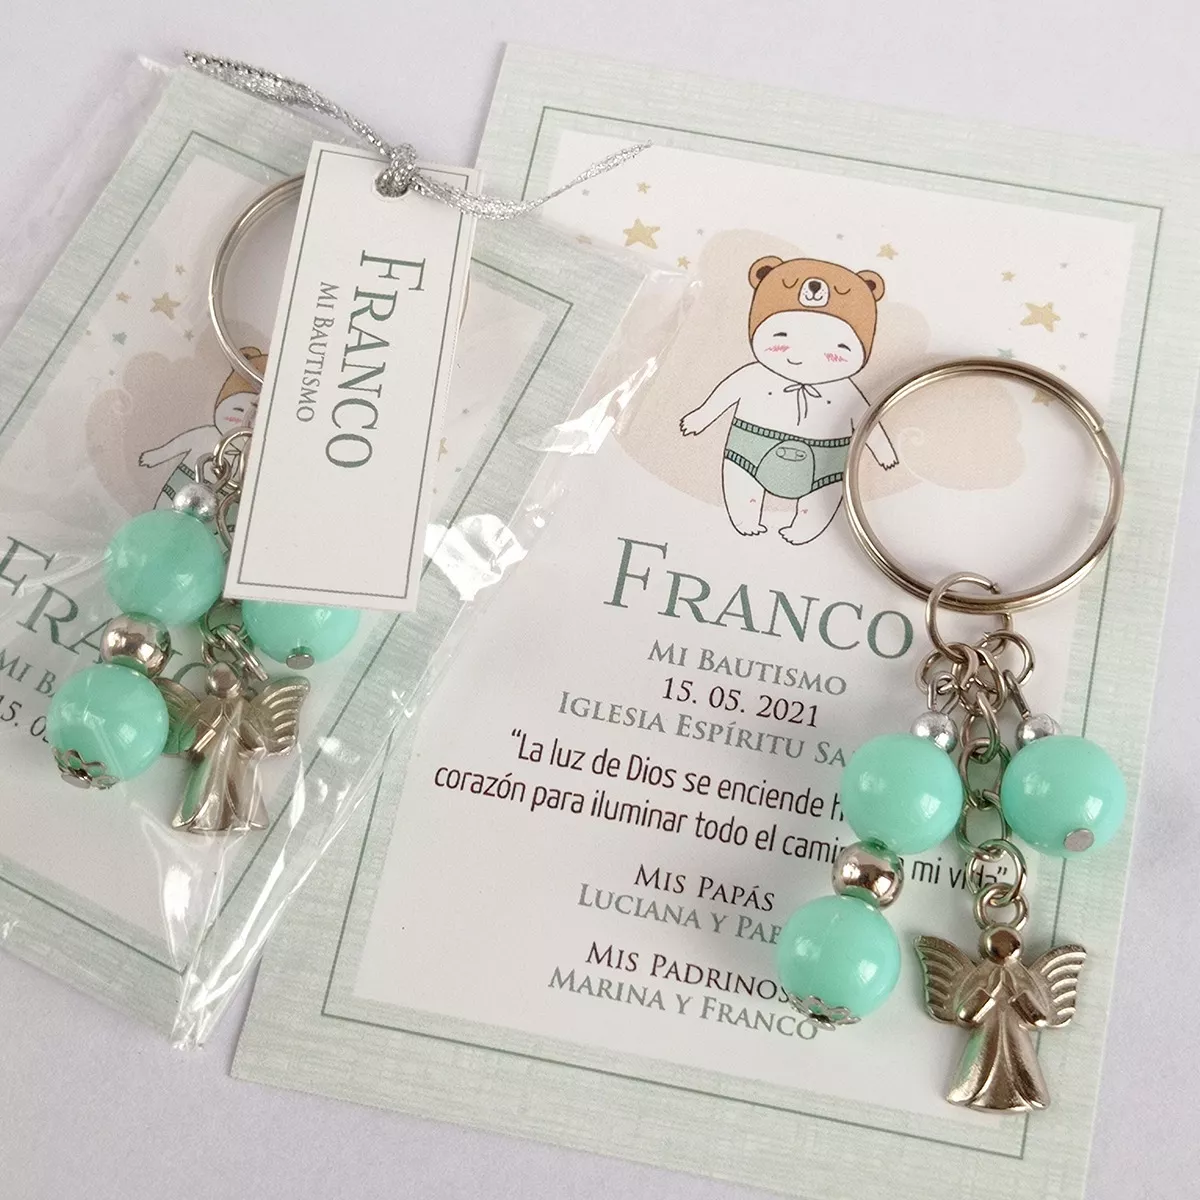 FRANCO
MI BAUTISMO
FRANCO
MI BAUTISMO
15. 05. 2021
IGLESIA ESPÍRITU
“La luz de Dios se enciende
corazón para iluminar todo el mi vida”
MIS PAPÁS
LUCIANA Y
MIS PADRINOS
MARINA Y FRANCO